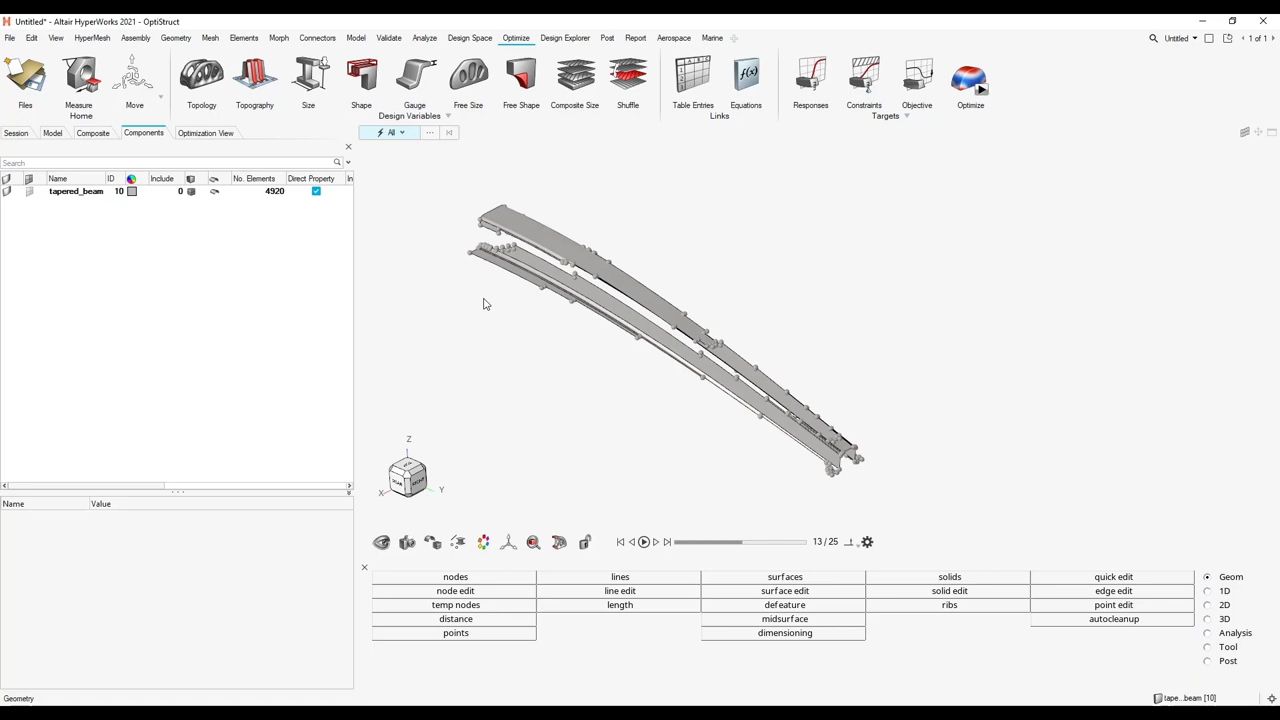 Untitled* - Altair HyperWorks 2021 - OptiStruct
File Edit View HyperMesh Assembly Geometry Mesh Elements Morph Connectors Model Validate Analyze Design Space Optimize Design Explorer Post Report Aerospace Marine Untitled 1 of 1
Files Measure Move Topology Topography Size Shape Gauge Free Size Free Shape Composite Size Shuffle Table Entries Equations Responses Constraints Objective Optimize
Home Design Variables Links Targets
Session Model Composite Components Optimization View All
Search
Name ID Include No. Elements Direct Property In
tapered_beam 10 0 4920
Z
X Y
Name Value
13 / 25
nodes lines surfaces solids quick edit Geom
node edit line edit surface edit solid edit edge edit 1D
temp nodes length defeature ribs point edit 2D
distance midsurface autocleanup 3D
points dimensioning Analysis
Tool
Post
Geometry tape...beam [10]